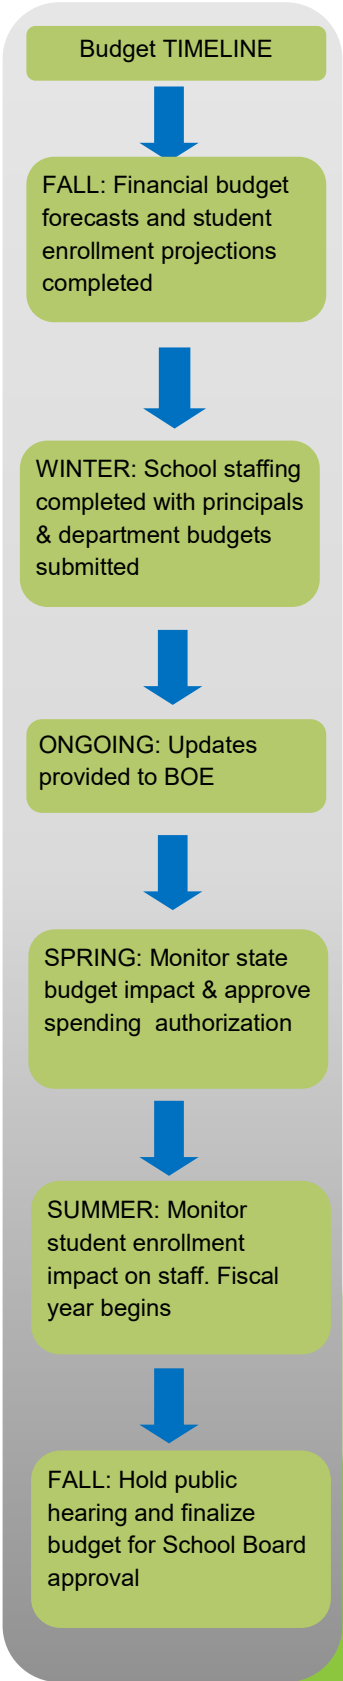 Budget TIMELINE
FALL: Financial budget
forecasts and student
enrollment projections
completed
WINTER: School staffing
completed with principals
& department budgets
submitted
ONGOING: Updates
provided to BOE
SPRING: Monitor state
budget impact & approve
spending  authorization
SUMMER: Monitor
student enrollment
impact on staff. Fiscal
year begins
FALL: Hold public
hearing and finalize
budget for School Board
approval